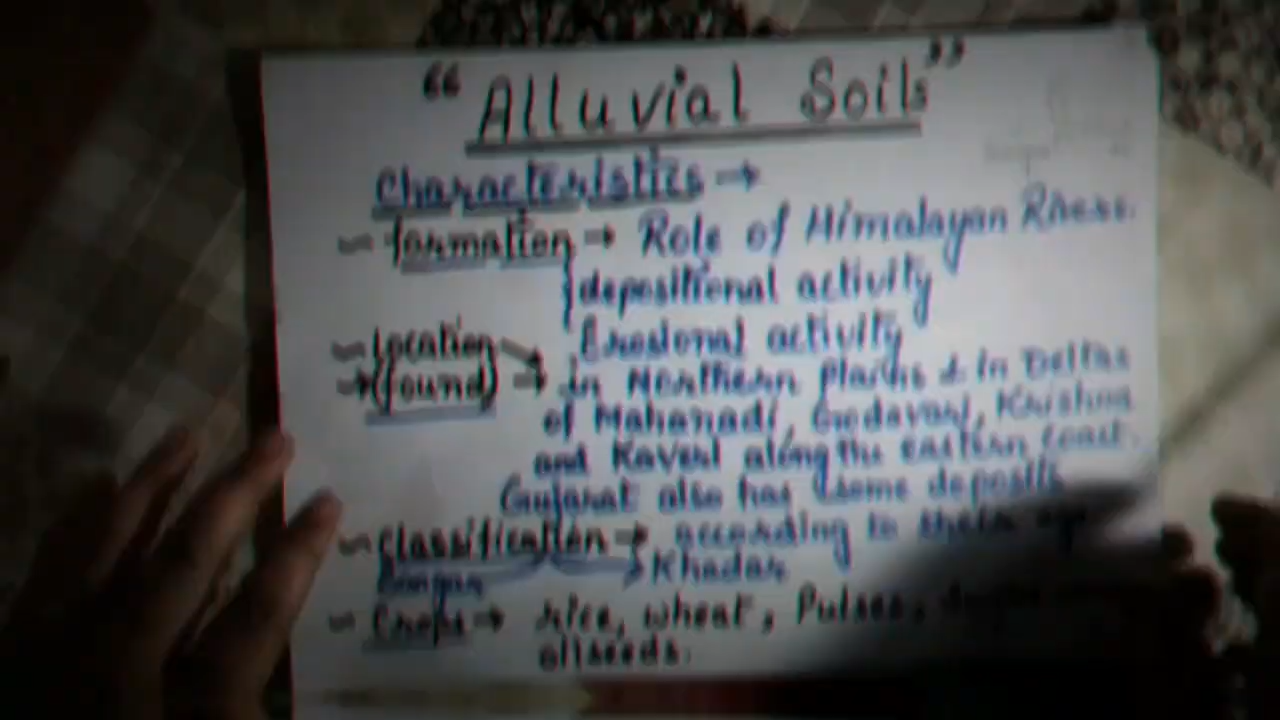 “Alluvial Soils”
Characteristics →
~ formation → Role of Himalayan Rivers.
depositional activity
Erosional activity
~ Location
→ (found) → in Northern Plains & in Deltas
of Mahanadi, Godavari, Krishna
and Kaveri along the eastern coast.
Gujarat also has some deposits
~ Classification → according to their
Bangar Khadar
~ Crops → rice, wheat, Pulses,
oilseeds.